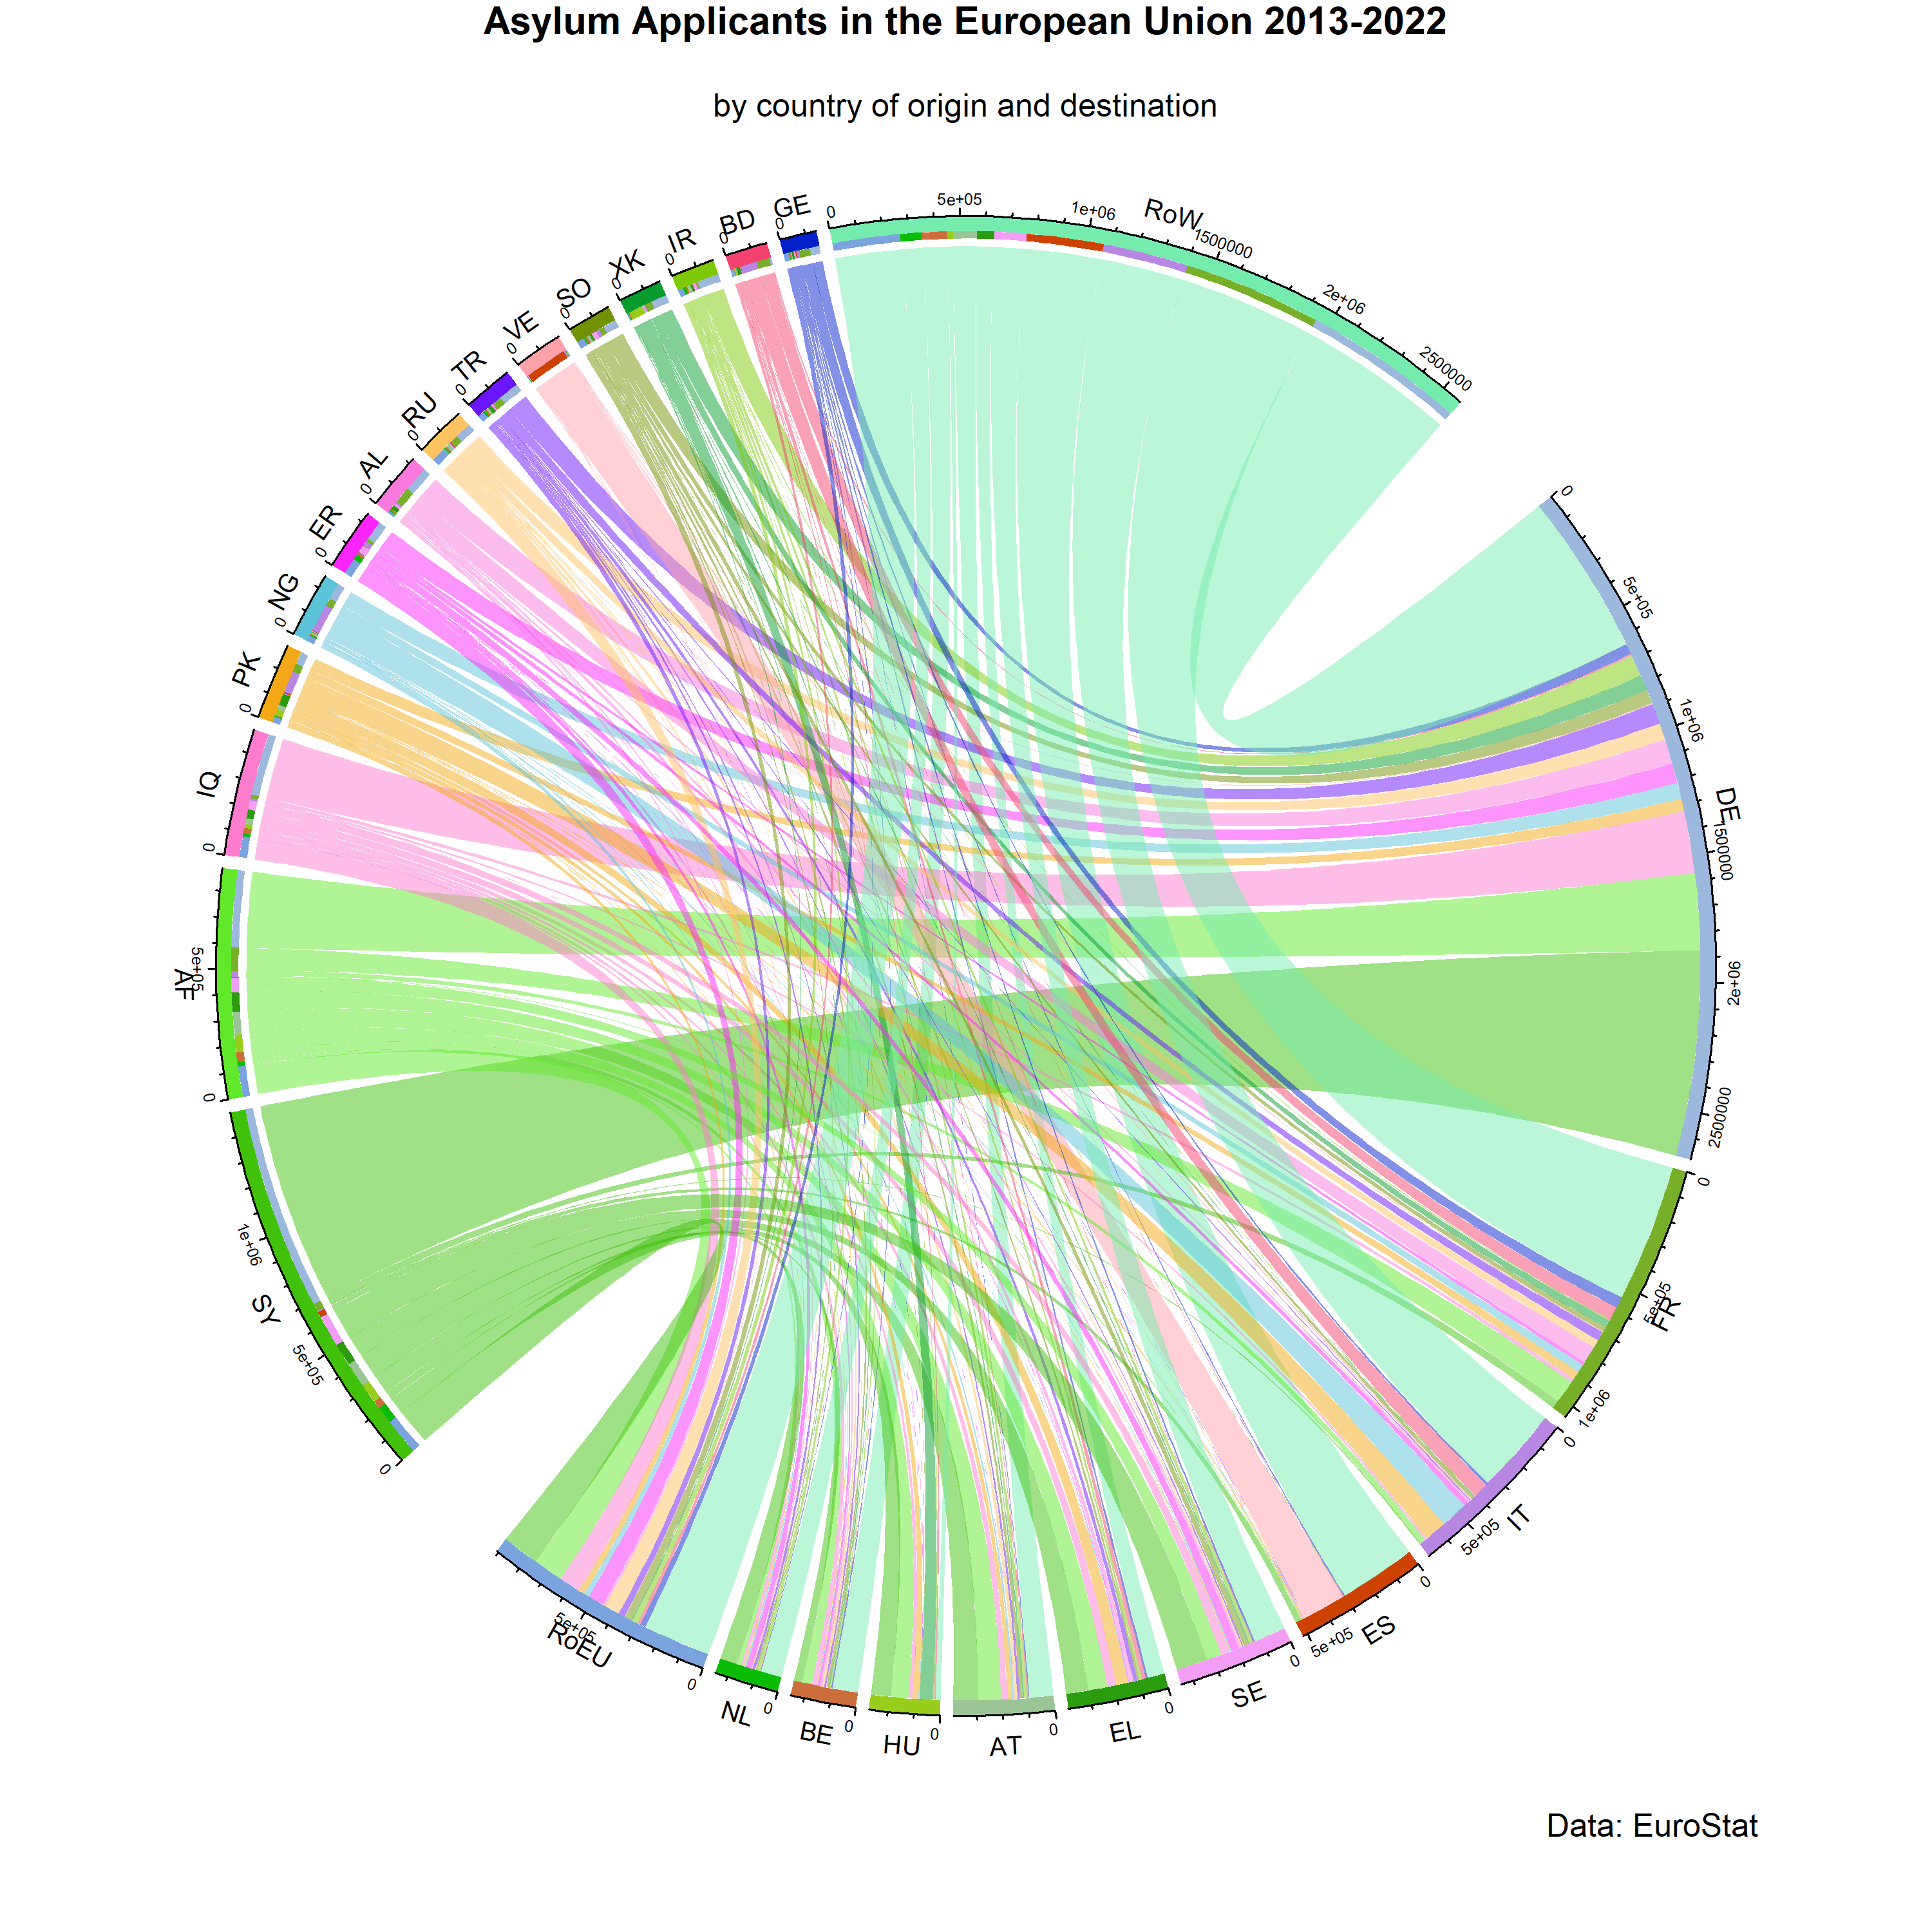 Asylum Applicants in the European Union 2013-2022
by country of origin and destination
RoW
0
5e+05
1e+06
1500000
2e+06
2500000
DE
0
5e+05
1e+06
1500000
2e+06
2500000
FR
0
5e+05
1e+06
IT
0
5e+05
ES
0
5e+05
SE
0
EL
0
AT
0
HU
0
BE
0
NL
0
RoEU
0
5e+05
SY
0
5e+05
1e+06
AF
0
5e+05
IQ
0
PK
0
NG
0
ER
0
AL
0
RU
0
TR
0
VE
0
SO
0
XK
0
IR
0
BD
0
GE
0
Data: EuroStat